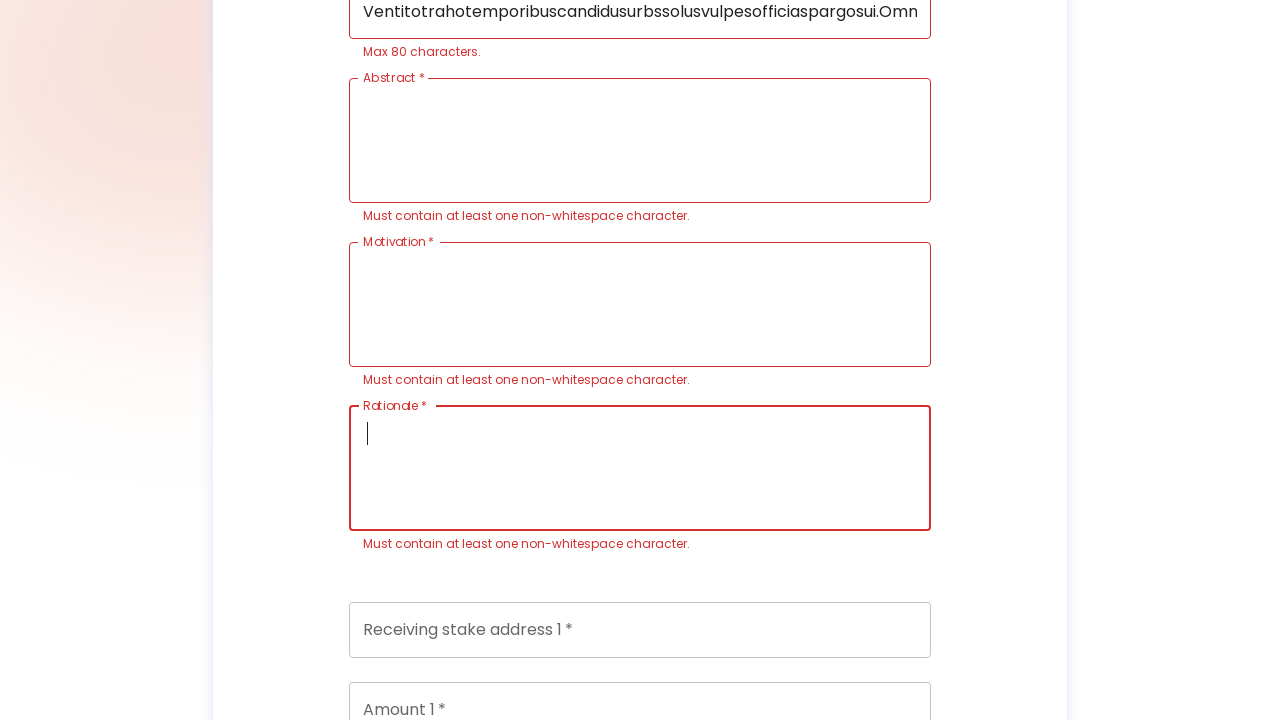 Ventitotrahotemporibuscandidusurbssolusvulpesofficiaspargosui.Omn
Max 80 characters.
Abstract *
Must contain at least one non-whitespace character.
Motivation *
Must contain at least one non-whitespace character.
Rationale *
Must contain at least one non-whitespace character.
Receiving stake address 1 *
Amount 1 *